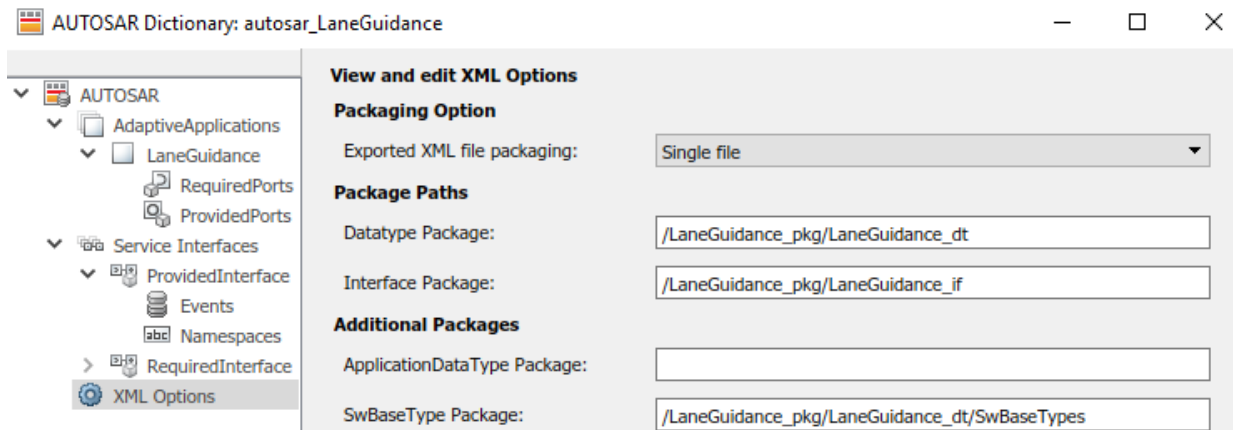 AUTOSAR Dictionary: autosar_LaneGuidance
AUTOSAR
AdaptiveApplications
LaneGuidance
RequiredPorts
ProvidedPorts
Service Interfaces
ProvidedInterface
Events
abc Namespaces
RequiredInterface
XML Options
View and edit XML Options
Packaging Option
Exported XML file packaging: Single file
Package Paths
Datatype Package: /LaneGuidance_pkg/LaneGuidance_dt
Interface Package: /LaneGuidance_pkg/LaneGuidance_if
Additional Packages
ApplicationDataType Package:
SwBaseType Package: /LaneGuidance_pkg/LaneGuidance_dt/SwBaseTypes